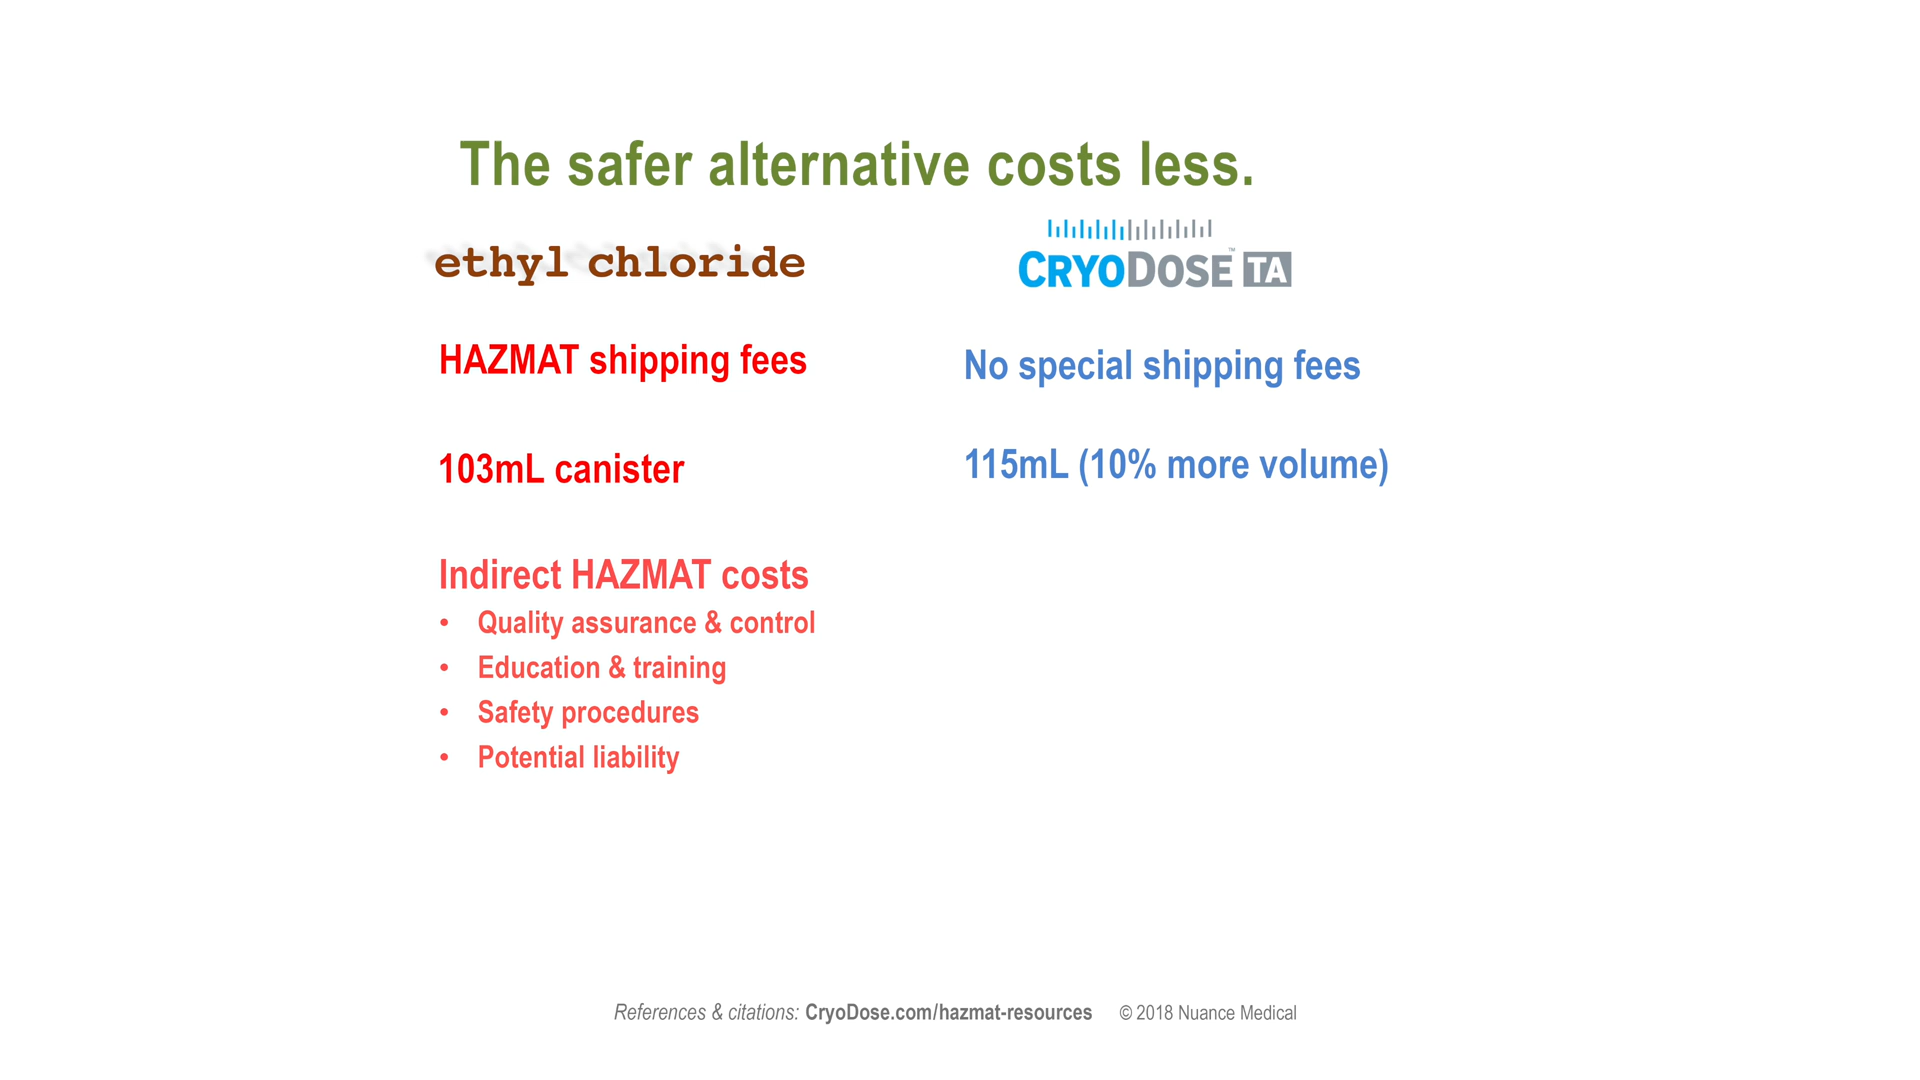 The safer alternative costs less.
ethyl chloride
CRYODOSE™ TA
HAZMAT shipping fees
No special shipping fees
103mL canister
115mL (10% more volume)
Indirect HAZMAT costs
• Quality assurance & control
• Education & training
• Safety procedures
• Potential liability
References & citations: CryoDose.com/hazmat-resources © 2018 Nuance Medical